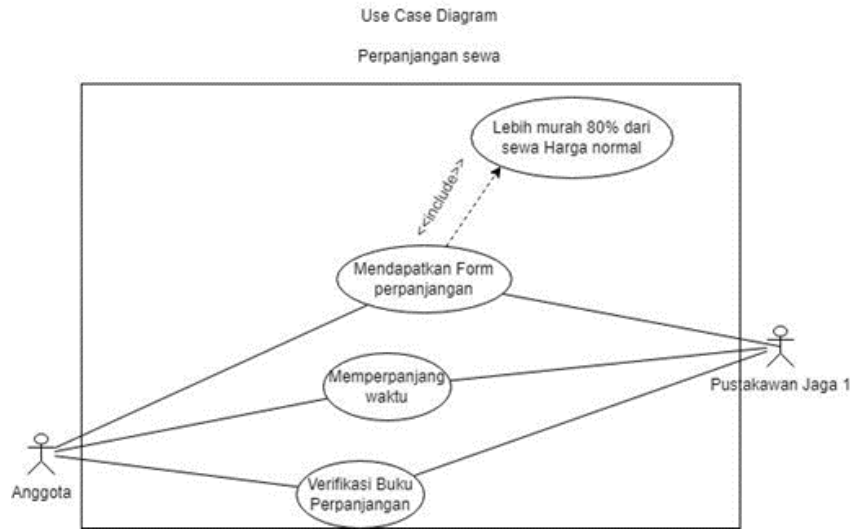 Use Case Diagram
Perpanjangan sewa
Lebih murah 80% dari
sewa Harga normal
<<include>>
Mendapatkan Form
perpanjangan
Memperpanjang
waktu
Pustakawan Jaga 1
Anggota
Verifikasi Buku
Perpanjangan